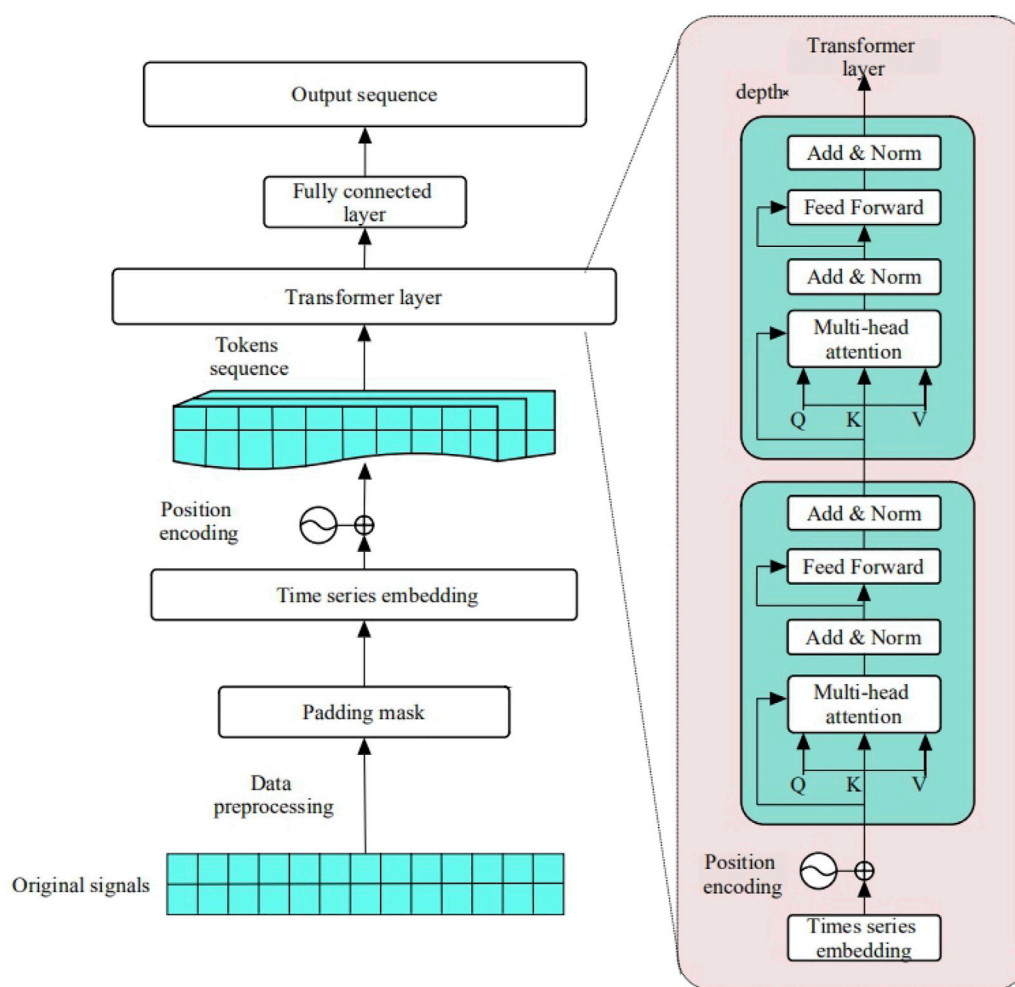 Output sequence
Fully connected
layer
Transformer layer
Tokens
sequence
Position
encoding
Time series embedding
Padding mask
Data
preprocessing
Original signals
Transformer
layer
depth×
Add & Norm
Feed Forward
Add & Norm
Multi-head
attention
Q K V
Add & Norm
Feed Forward
Add & Norm
Multi-head
attention
Q K V
Position
encoding
Times series
embedding